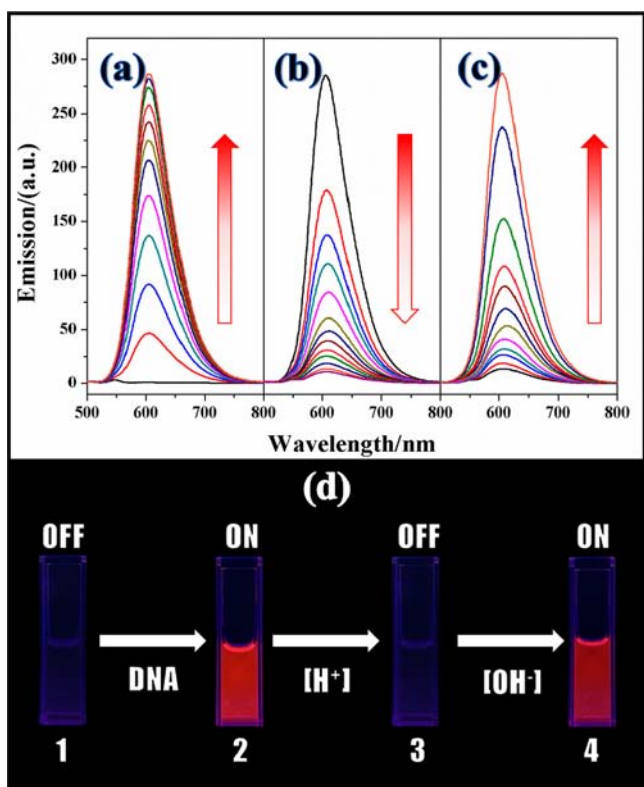 (a) (b) (c)
300
250
200
150
100
50
0
Emission/(a.u.)
500 600 700 800 600 700 800 600 700 800
Wavelength/nm
(d)
OFF ON OFF ON
DNA [H⁺] [OH⁻]
1 2 3 4